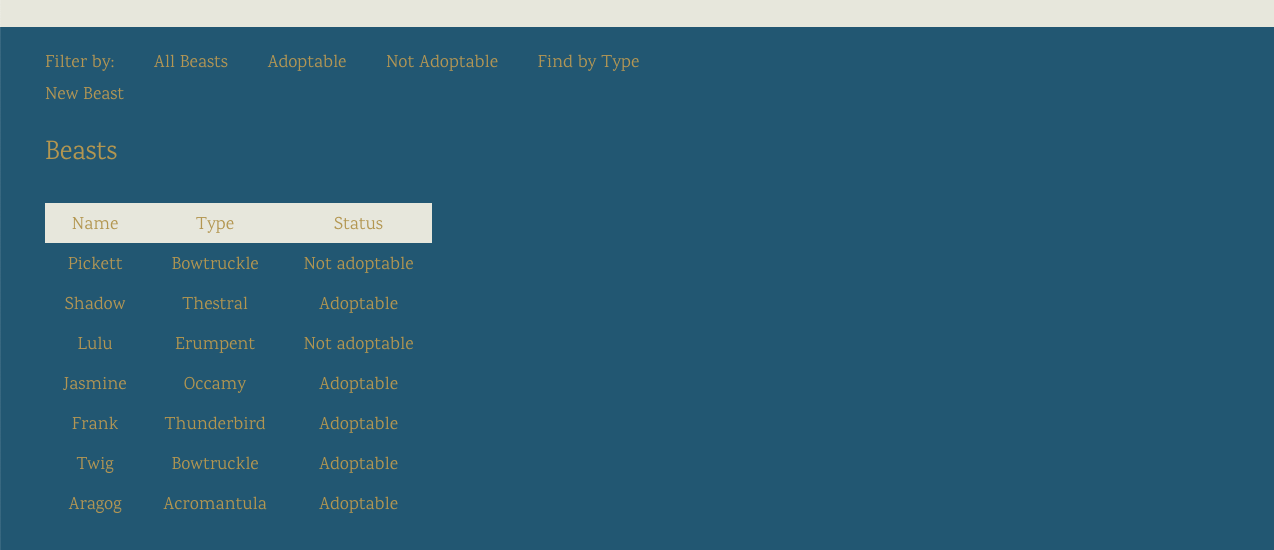 Filter by: All Beasts Adoptable Not Adoptable Find by Type
New Beast
Beasts
Name Type Status
Pickett Bowtruckle Not adoptable
Shadow Thestral Adoptable
Lulu Erumpent Not adoptable
Jasmine Occamy Adoptable
Frank Thunderbird Adoptable
Twig Bowtruckle Adoptable
Aragog Acromantula Adoptable